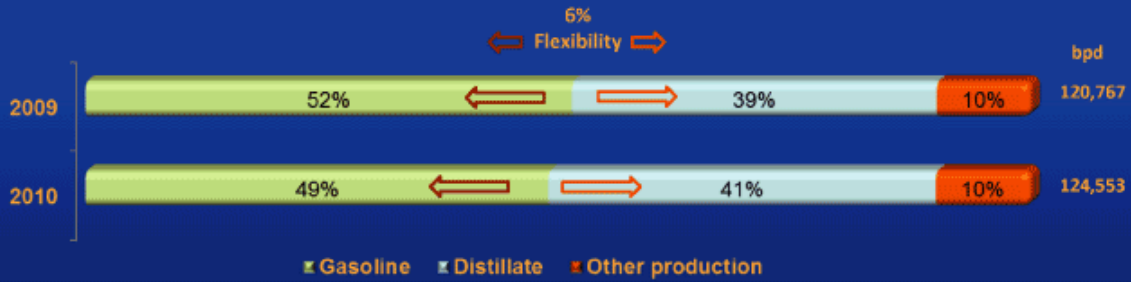 6%
Flexibility
bpd
2009 52% 39% 10% 120,767
2010 49% 41% 10% 124,553
Gasoline Distillate Other production